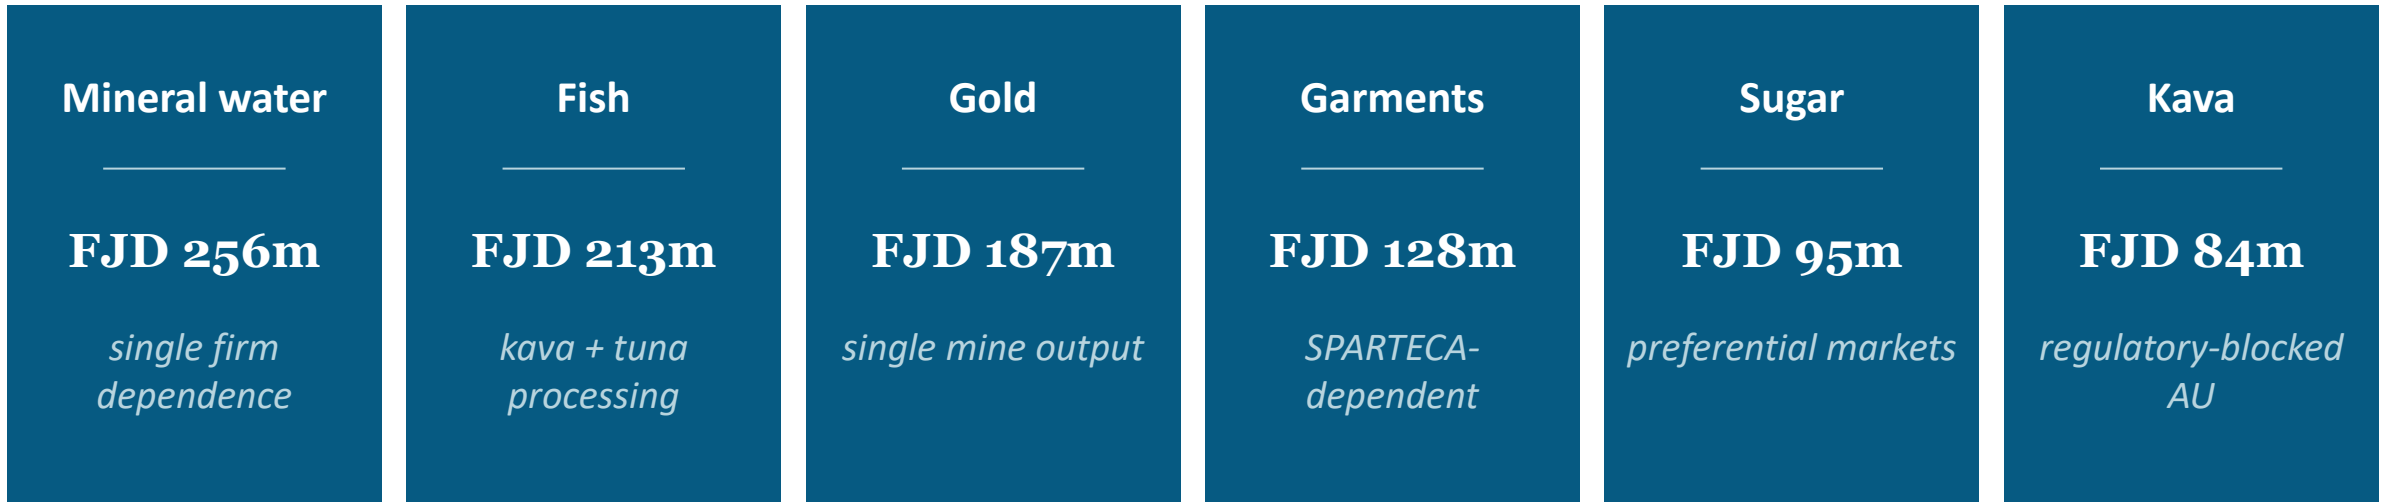 Mineral water
FJD 256m
single firm
dependence
Fish
FJD 213m
kava + tuna
processing
Gold
FJD 187m
single mine output
Garments
FJD 128m
SPARTECA-
dependent
Sugar
FJD 95m
preferential markets
Kava
FJD 84m
regulatory-blocked
AU